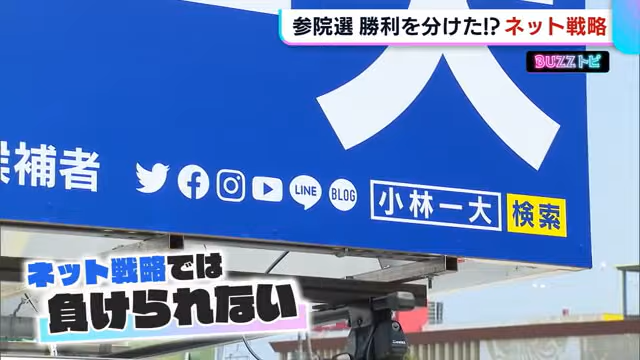 参院選 勝利を分けた!? ネット戦略
BUZZトピ
大
候補者
LINE
BLOG
小林一大 検索
ネット戦略では
負けられない